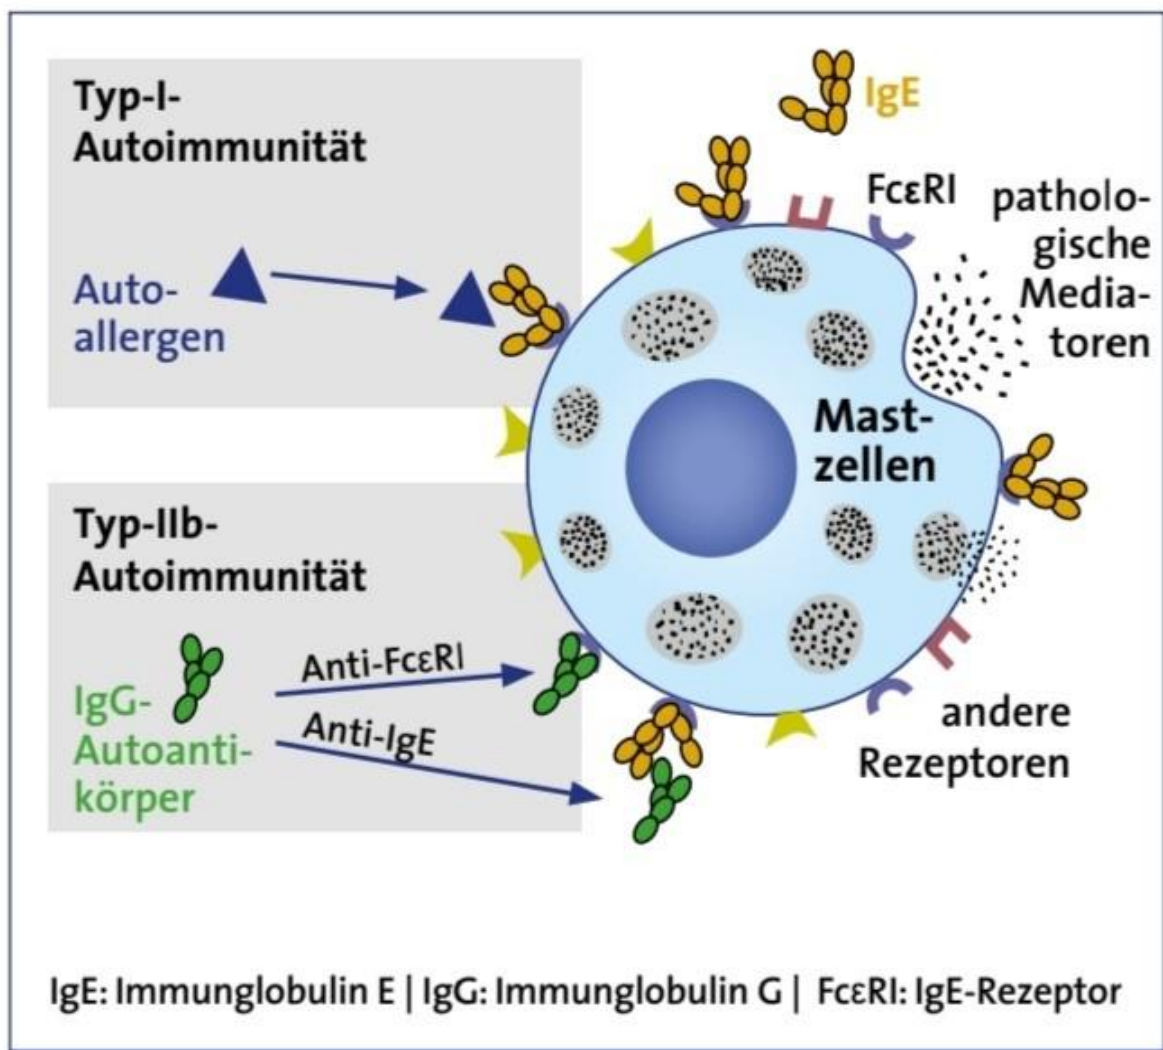 Typ-I-
Autoimmunität
Auto-
allergen
IgE
FcεRI
patholo-
gische
Media-
toren
Mast-
zellen
Typ-IIb-
Autoimmunität
IgG-
Autoanti-
körper
Anti-FcεRI
Anti-IgE
andere
Rezeptoren
IgE: Immunglobulin E | IgG: Immunglobulin G | FcεRI: IgE-Rezeptor